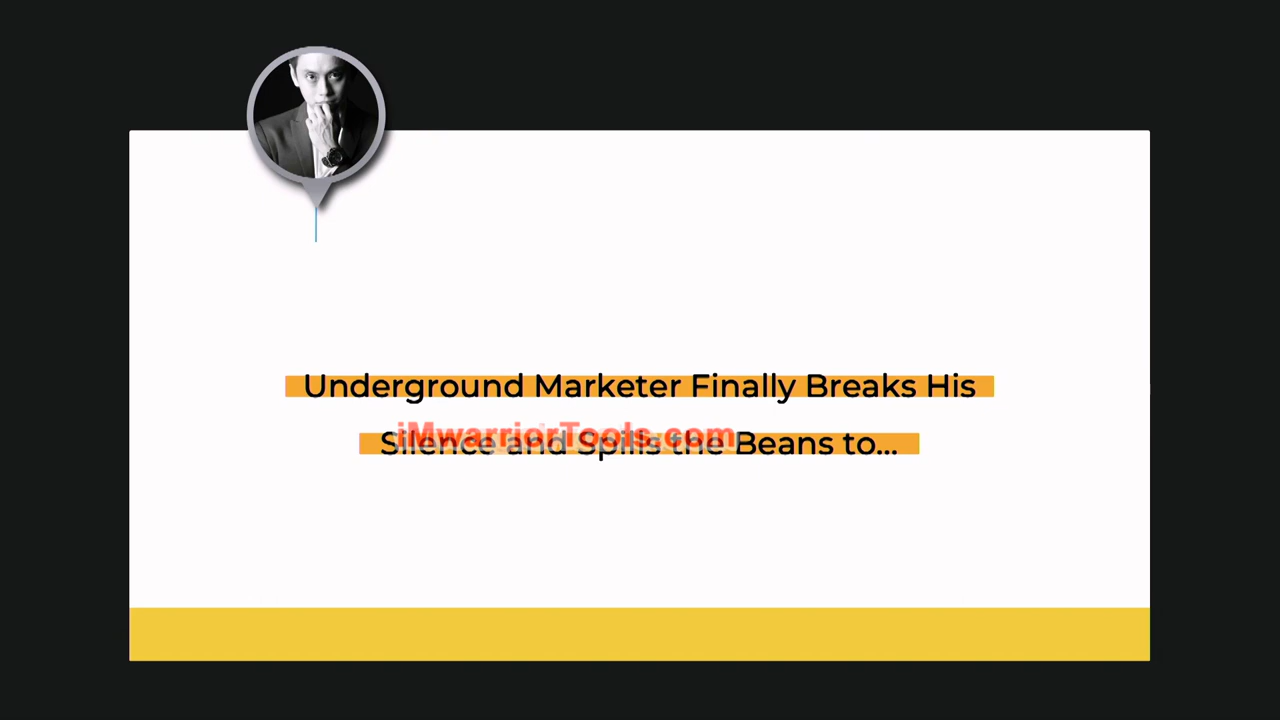 Underground Marketer Finally Breaks His
Silence and Spills the Beans to...
iMwarriorTools.com